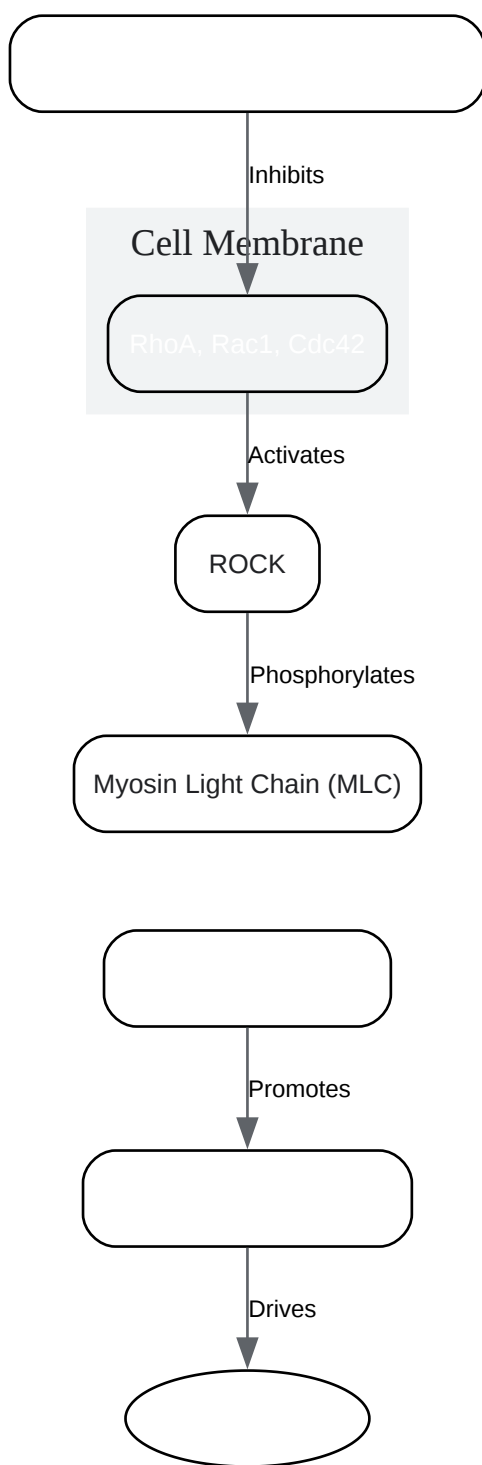 Inhibits
Cell Membrane
RhoA, Rac1, Cdc42
Activates
ROCK
Phosphorylates
Myosin Light Chain (MLC)
Promotes
Drives